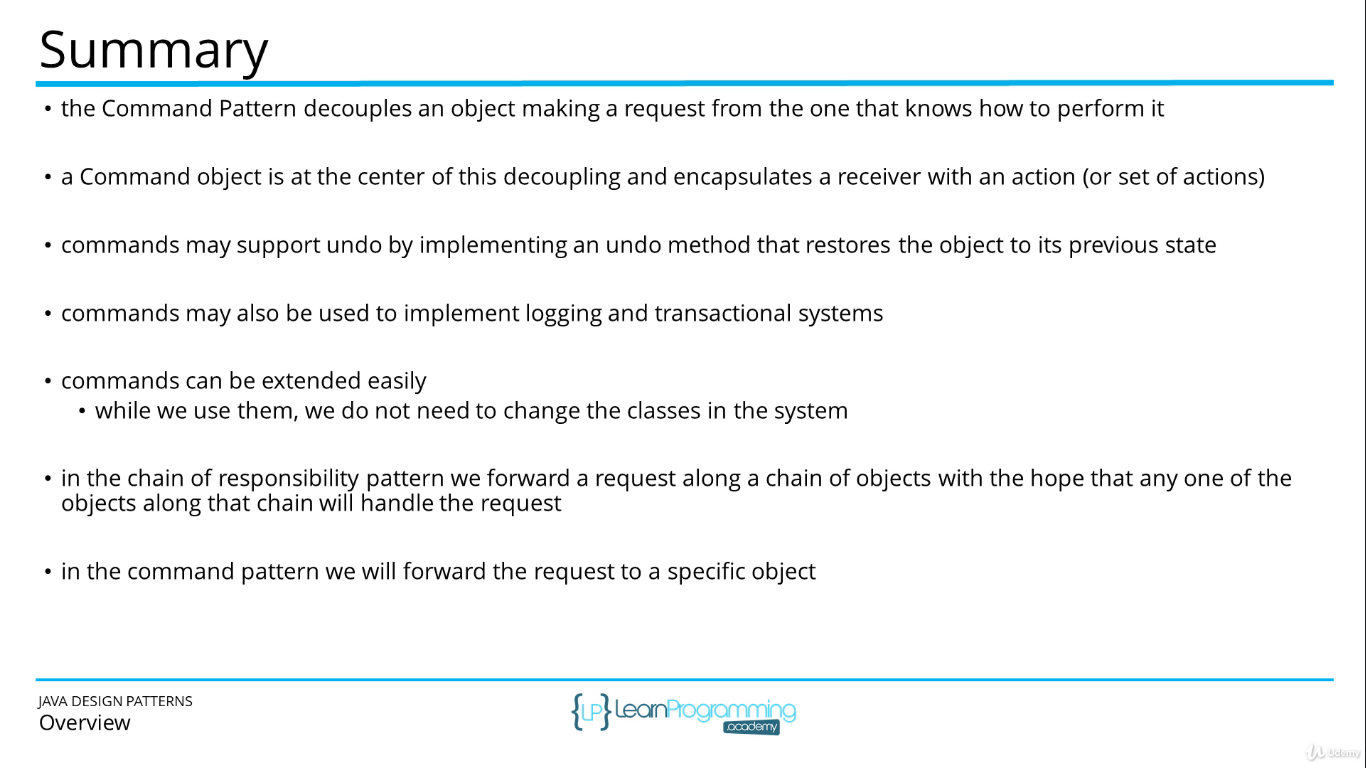 Summary
• the Command Pattern decouples an object making a request from the one that knows how to perform it
• a Command object is at the center of this decoupling and encapsulates a receiver with an action (or set of actions)
• commands may support undo by implementing an undo method that restores the object to its previous state
• commands may also be used to implement logging and transactional systems
• commands can be extended easily
• while we use them, we do not need to change the classes in the system
• in the chain of responsibility pattern we forward a request along a chain of objects with the hope that any one of the
objects along that chain will handle the request
• in the command pattern we will forward the request to a specific object
JAVA DESIGN PATTERNS
Overview
{LP} LearnProgramming
.academy
Udemy